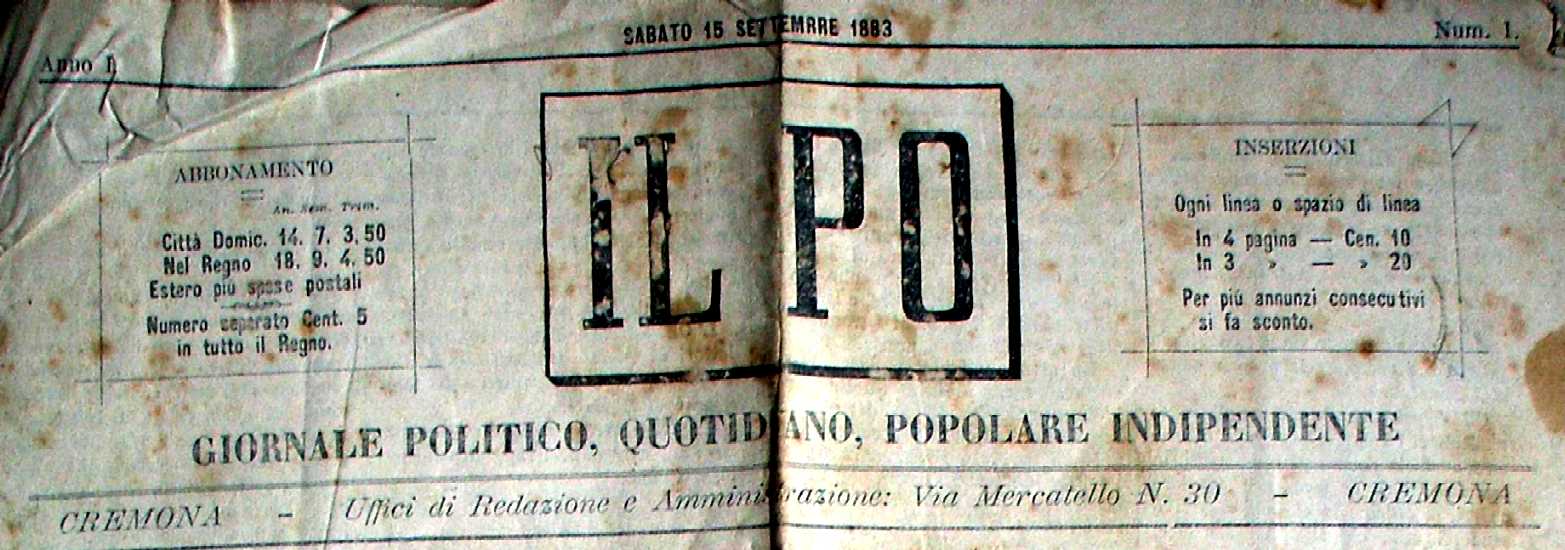 Anno I
SABATO 15 SETTEMBRE 1883
Num. 1.
ABBONAMENTO
An. Sem. Trim.
Città Domic. 14. 7. 3,50
Nel Regno 18. 9. 4.50
Estero più spese postali
Numero separato Cent. 5
in tutto il Regno.
IL PO
INSERZIONI
Ogni linea o spazio di linea
In 4 pagina — Cen. 10
In 3 » — » 20
Per più annunzi consecutivi
si fa sconto.
GIORNALE POLITICO, QUOTIDIANO, POPOLARE INDIPENDENTE
CREMONA - Uffici di Redazione e Amministrazione: Via Mercatello N. 30 - CREMONA